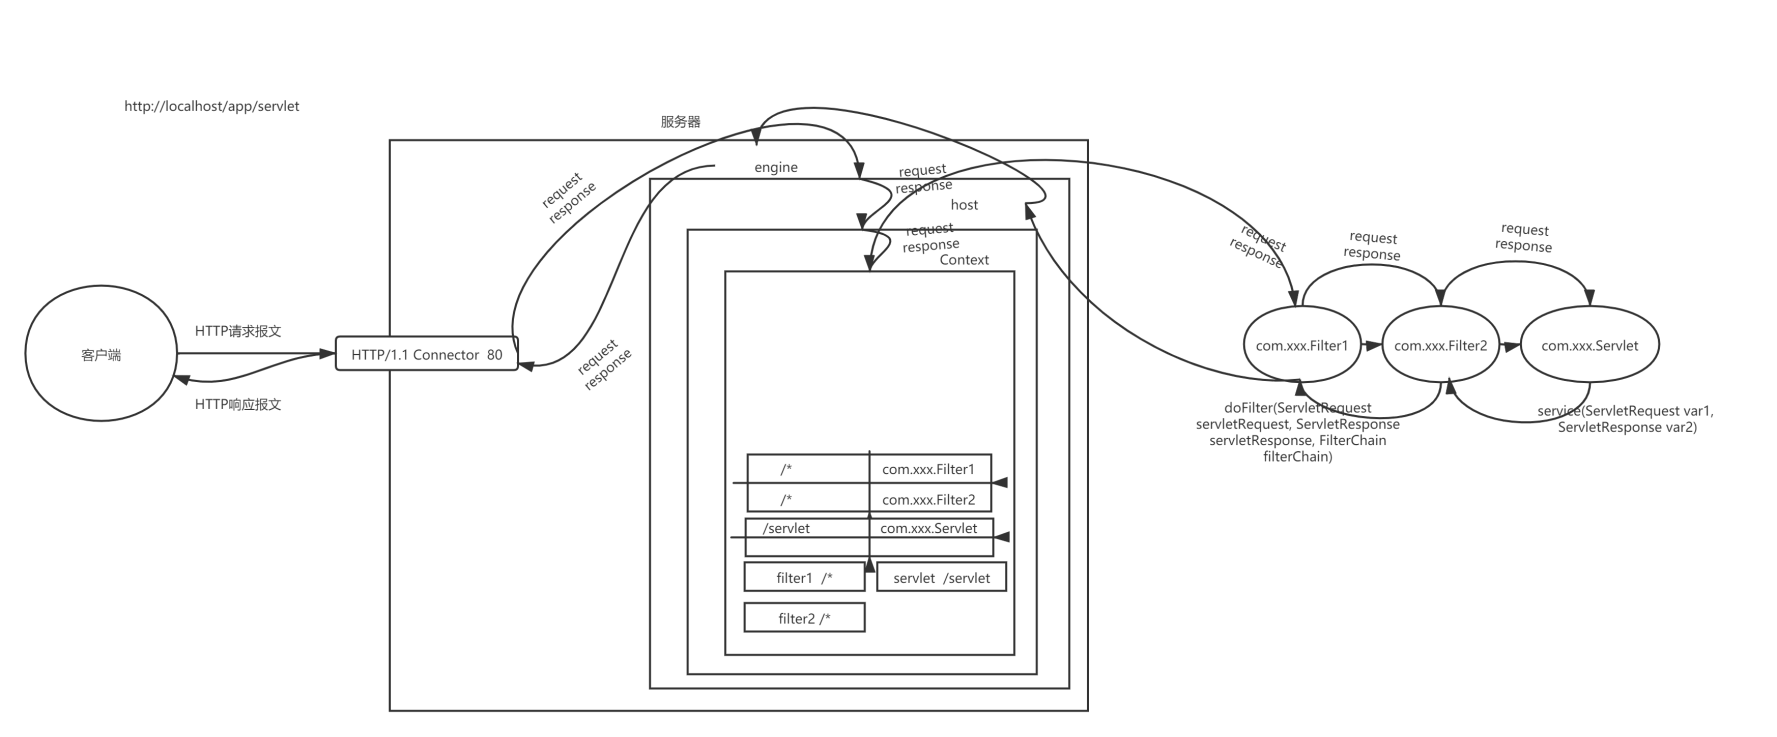 http://localhost/app/servlet
服务器
engine
request
response
request
response
host
request
response
Context
request
response
request
response
request
response
客户端
HTTP请求报文
HTTP/1.1 Connector  80
HTTP响应报文
request
response
com.xxx.Filter1
com.xxx.Filter2
com.xxx.Servlet
doFilter(ServletRequest
servletRequest, ServletResponse
servletResponse, FilterChain
filterChain)
service(ServletRequest var1,
ServletResponse var2)
/*
com.xxx.Filter1
/*
com.xxx.Filter2
/servlet
com.xxx.Servlet
filter1  /*
servlet  /servlet
filter2 /*